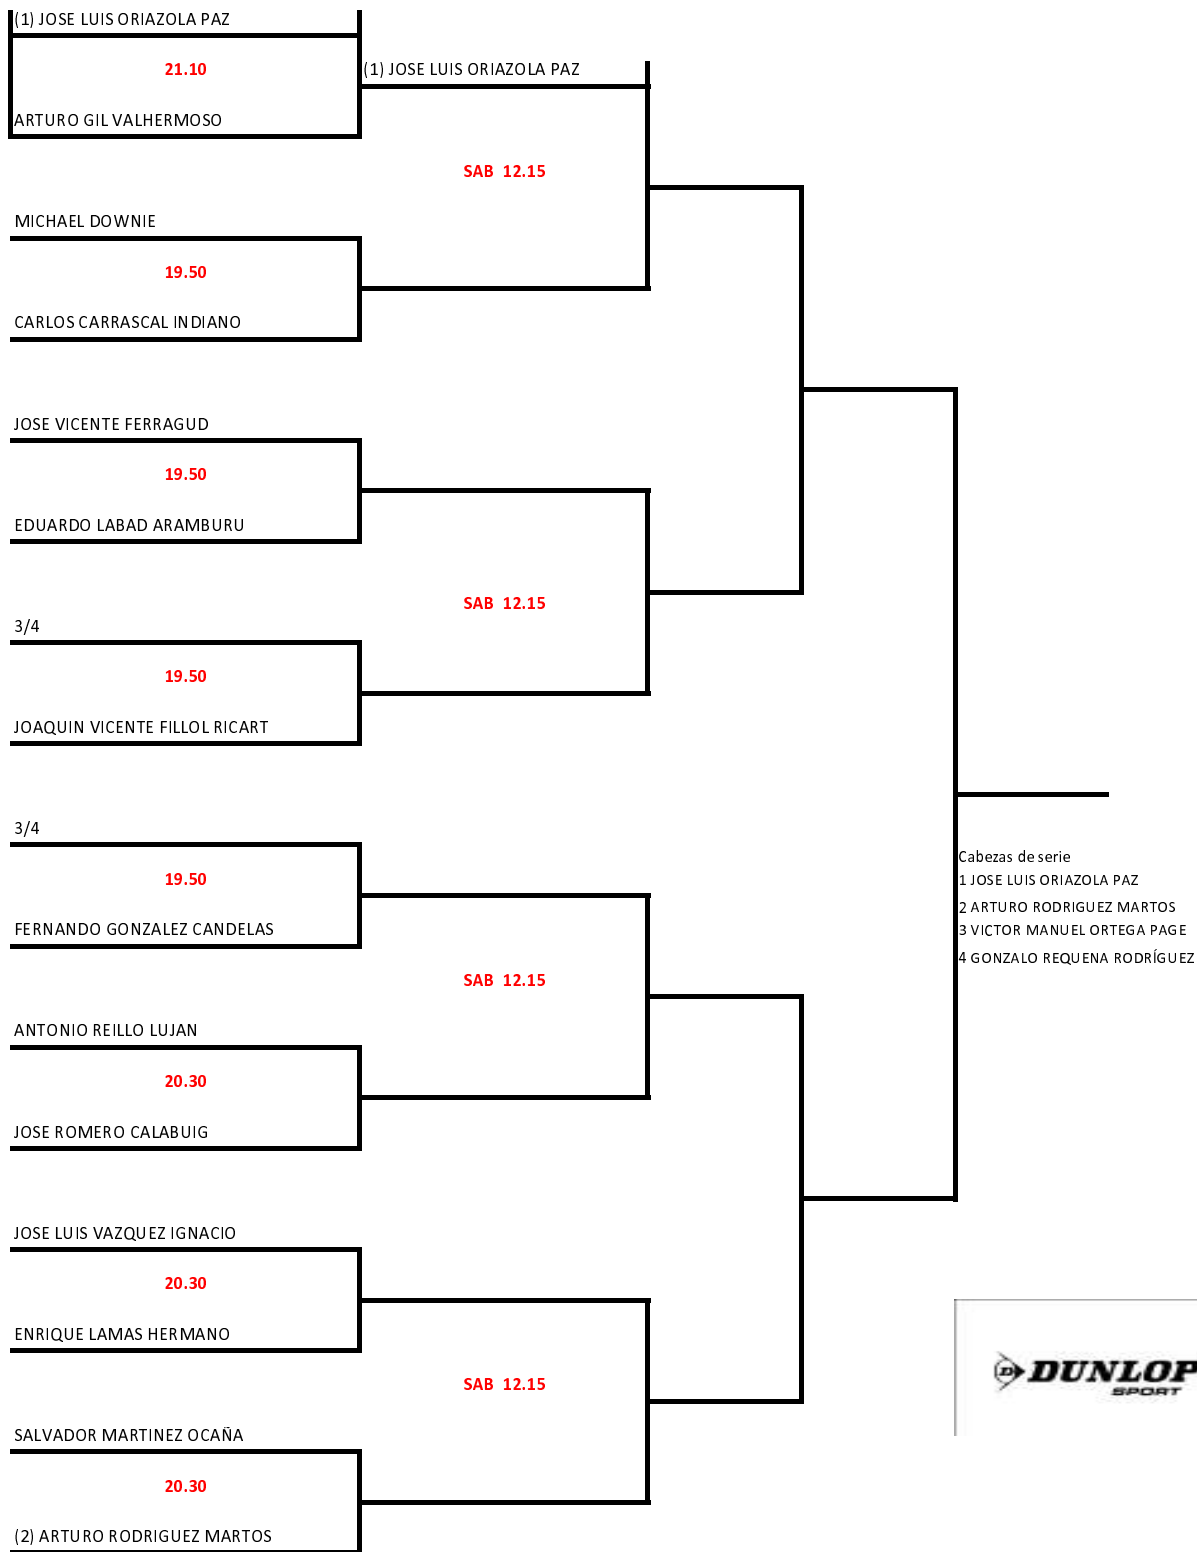 (1) JOSE LUIS ORIAZOLA PAZ
21.10
(1) JOSE LUIS ORIAZOLA PAZ
ARTURO GIL VALHERMOSO
SAB 12.15
MICHAEL DOWNIE
19.50
CARLOS CARRASCAL INDIANO
JOSE VICENTE FERRAGUD
19.50
EDUARDO LABAD ARAMBURU
SAB 12.15
3/4
19.50
JOAQUIN VICENTE FILLOL RICART
3/4
19.50
FERNANDO GONZALEZ CANDELAS
SAB 12.15
ANTONIO REILLO LUJAN
20.30
JOSE ROMERO CALABUIG
JOSE LUIS VAZQUEZ IGNACIO
20.30
ENRIQUE LAMAS HERMANO
SAB 12.15
SALVADOR MARTINEZ OCAÑA
20.30
(2) ARTURO RODRIGUEZ MARTOS
Cabezas de serie
1 JOSE LUIS ORIAZOLA PAZ
2 ARTURO RODRIGUEZ MARTOS
3 VICTOR MANUEL ORTEGA PAGE
4 GONZALO REQUENA RODRÍGUEZ
D DUNLOP
SPORT